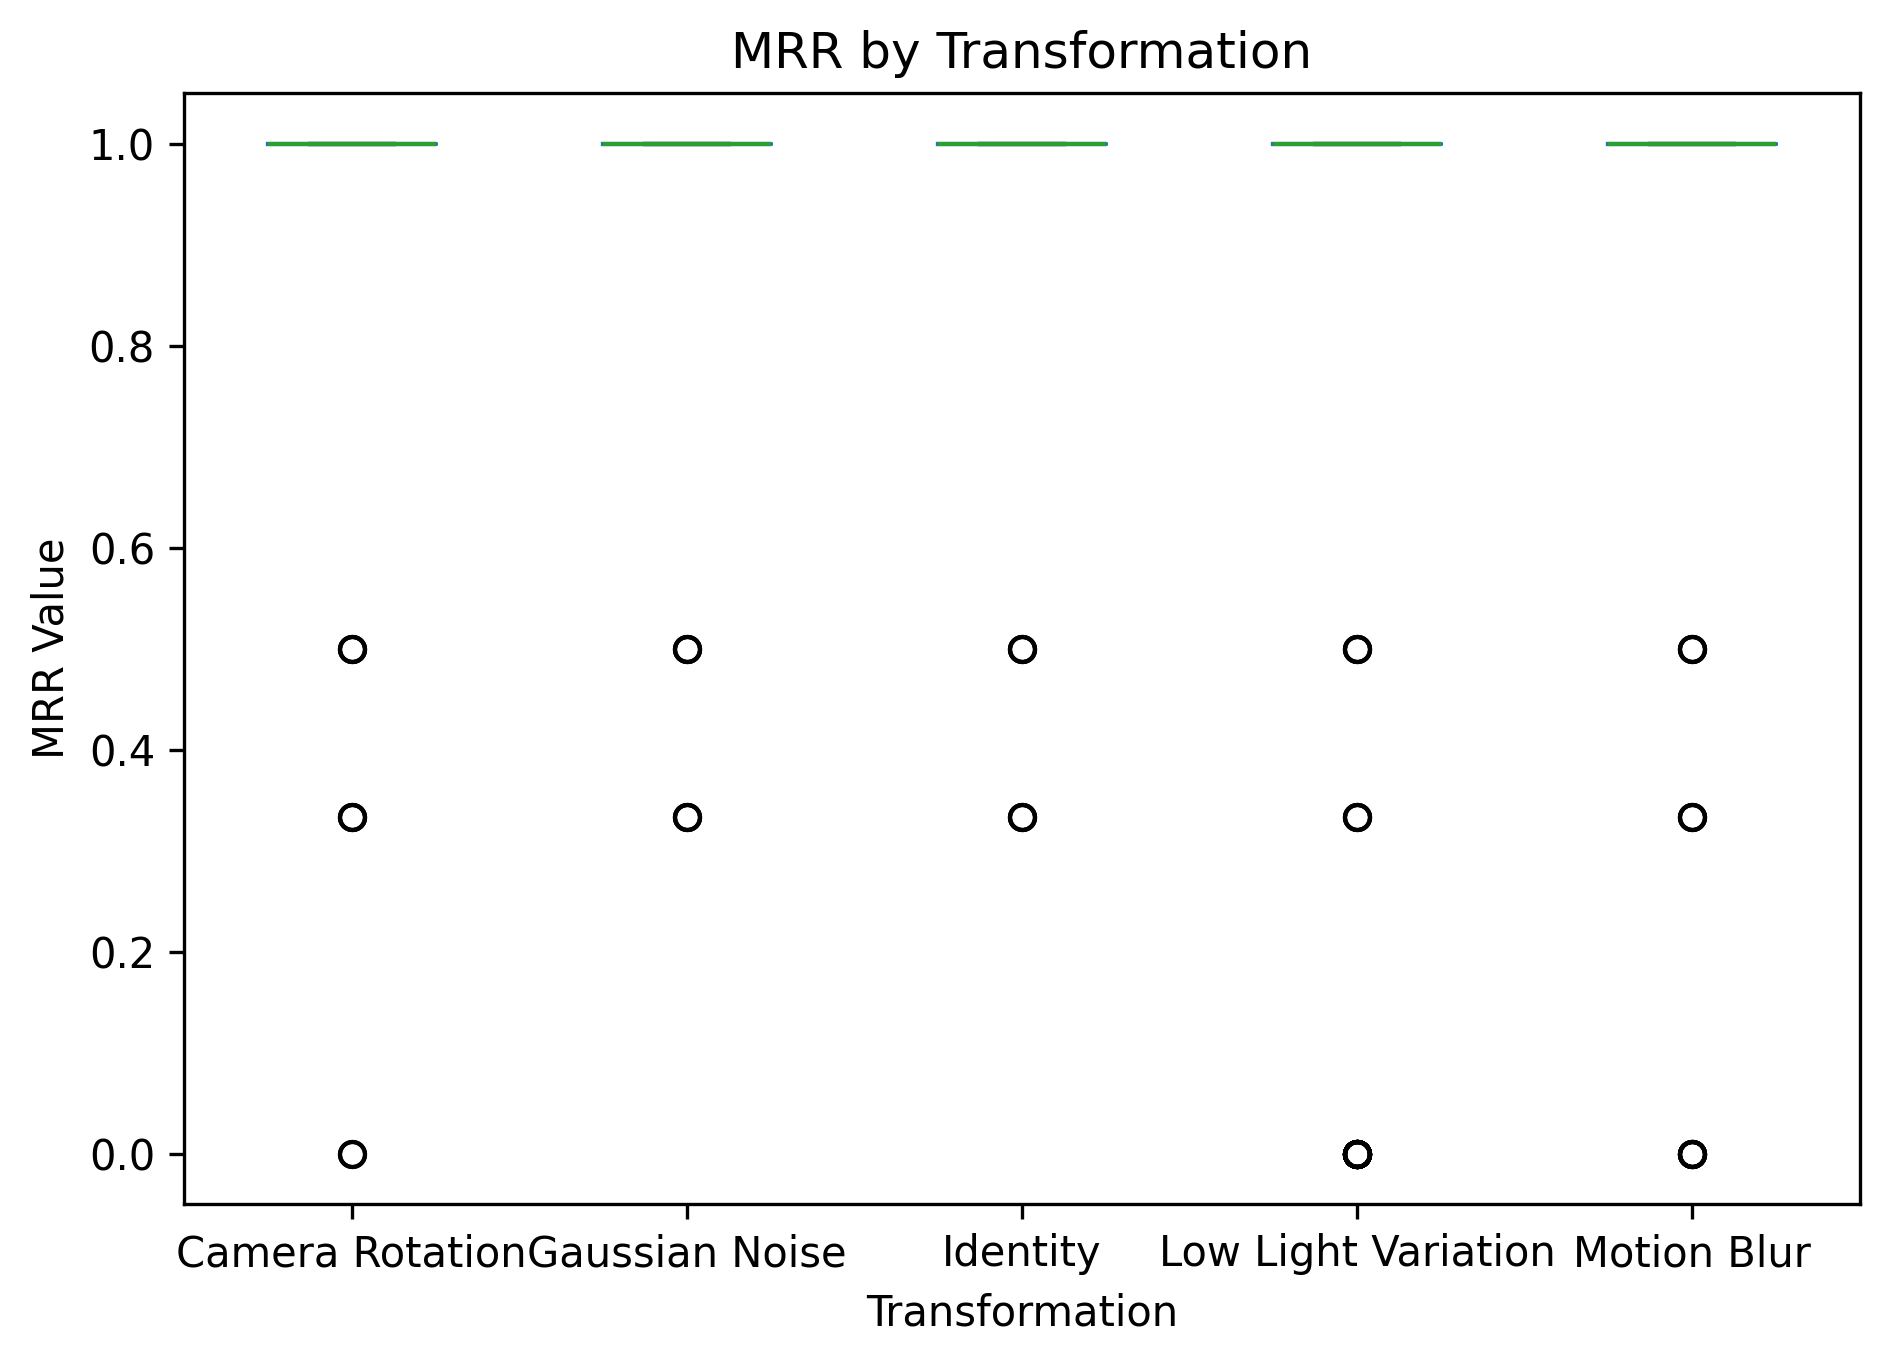 MRR by Transformation
MRR Value
1.0
0.8
0.6
0.4
0.2
0.0
Camera Rotation Gaussian Noise Identity Low Light Variation Motion Blur
Transformation